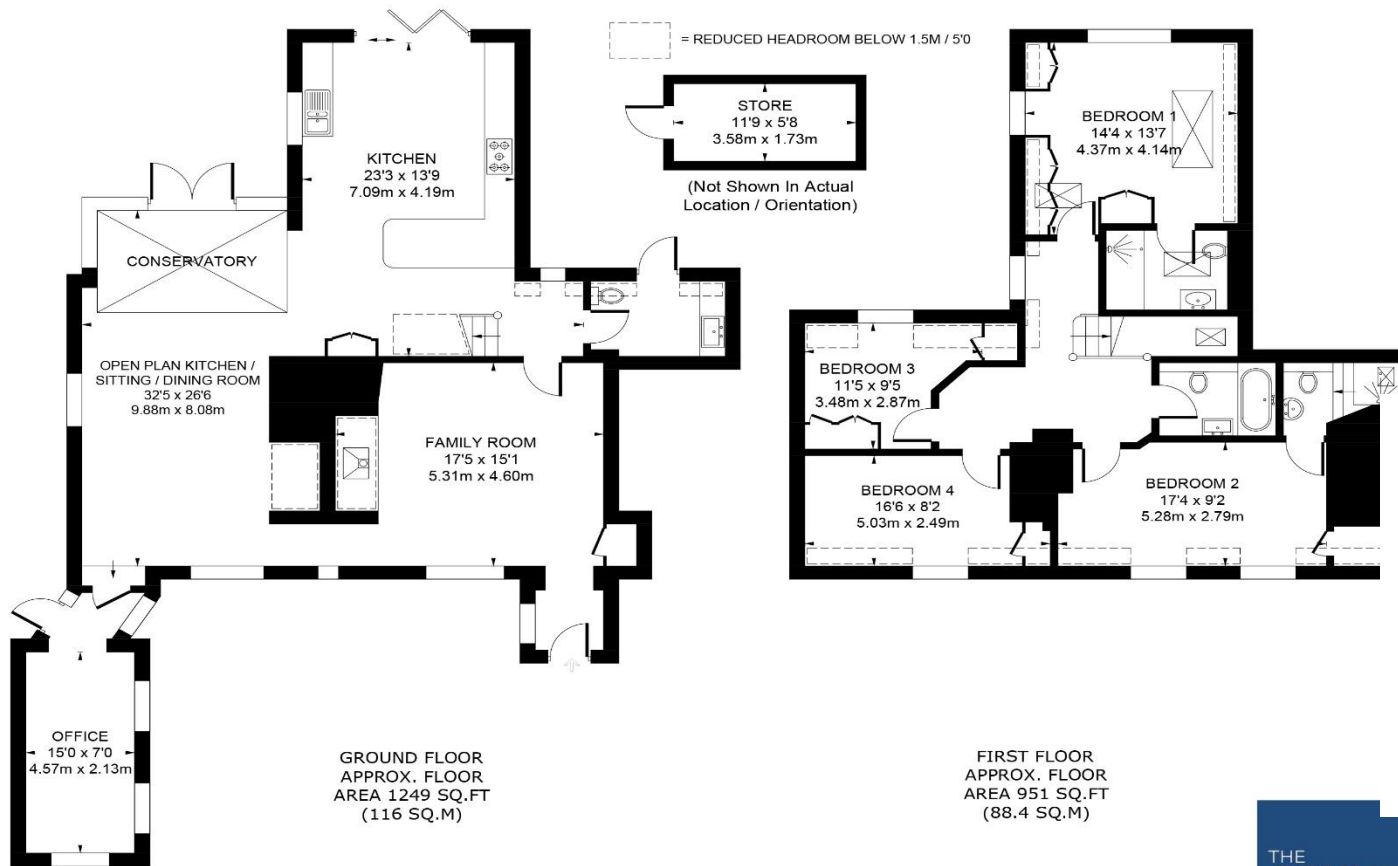 = REDUCED HEADROOM BELOW 1.5M / 5'0
STORE
11'9 x 5'8
3.58m x 1.73m
(Not Shown In Actual
Location / Orientation)
KITCHEN
23'3 x 13'9
7.09m x 4.19m
CONSERVATORY
OPEN PLAN KITCHEN /
SITTING / DINING ROOM
32'5 x 26'6
9.88m x 8.08m
FAMILY ROOM
17'5 x 15'1
5.31m x 4.60m
OFFICE
15'0 x 7'0
4.57m x 2.13m
GROUND FLOOR
APPROX. FLOOR
AREA 1249 SQ.FT
(116 SQ.M)
BEDROOM 1
14'4 x 13'7
4.37m x 4.14m
BEDROOM 3
11'5 x 9'5
3.48m x 2.87m
BEDROOM 4
16'6 x 8'2
5.03m x 2.49m
BEDROOM 2
17'4 x 9'2
5.28m x 2.79m
FIRST FLOOR
APPROX. FLOOR
AREA 951 SQ.FT
(88.4 SQ.M)
THE